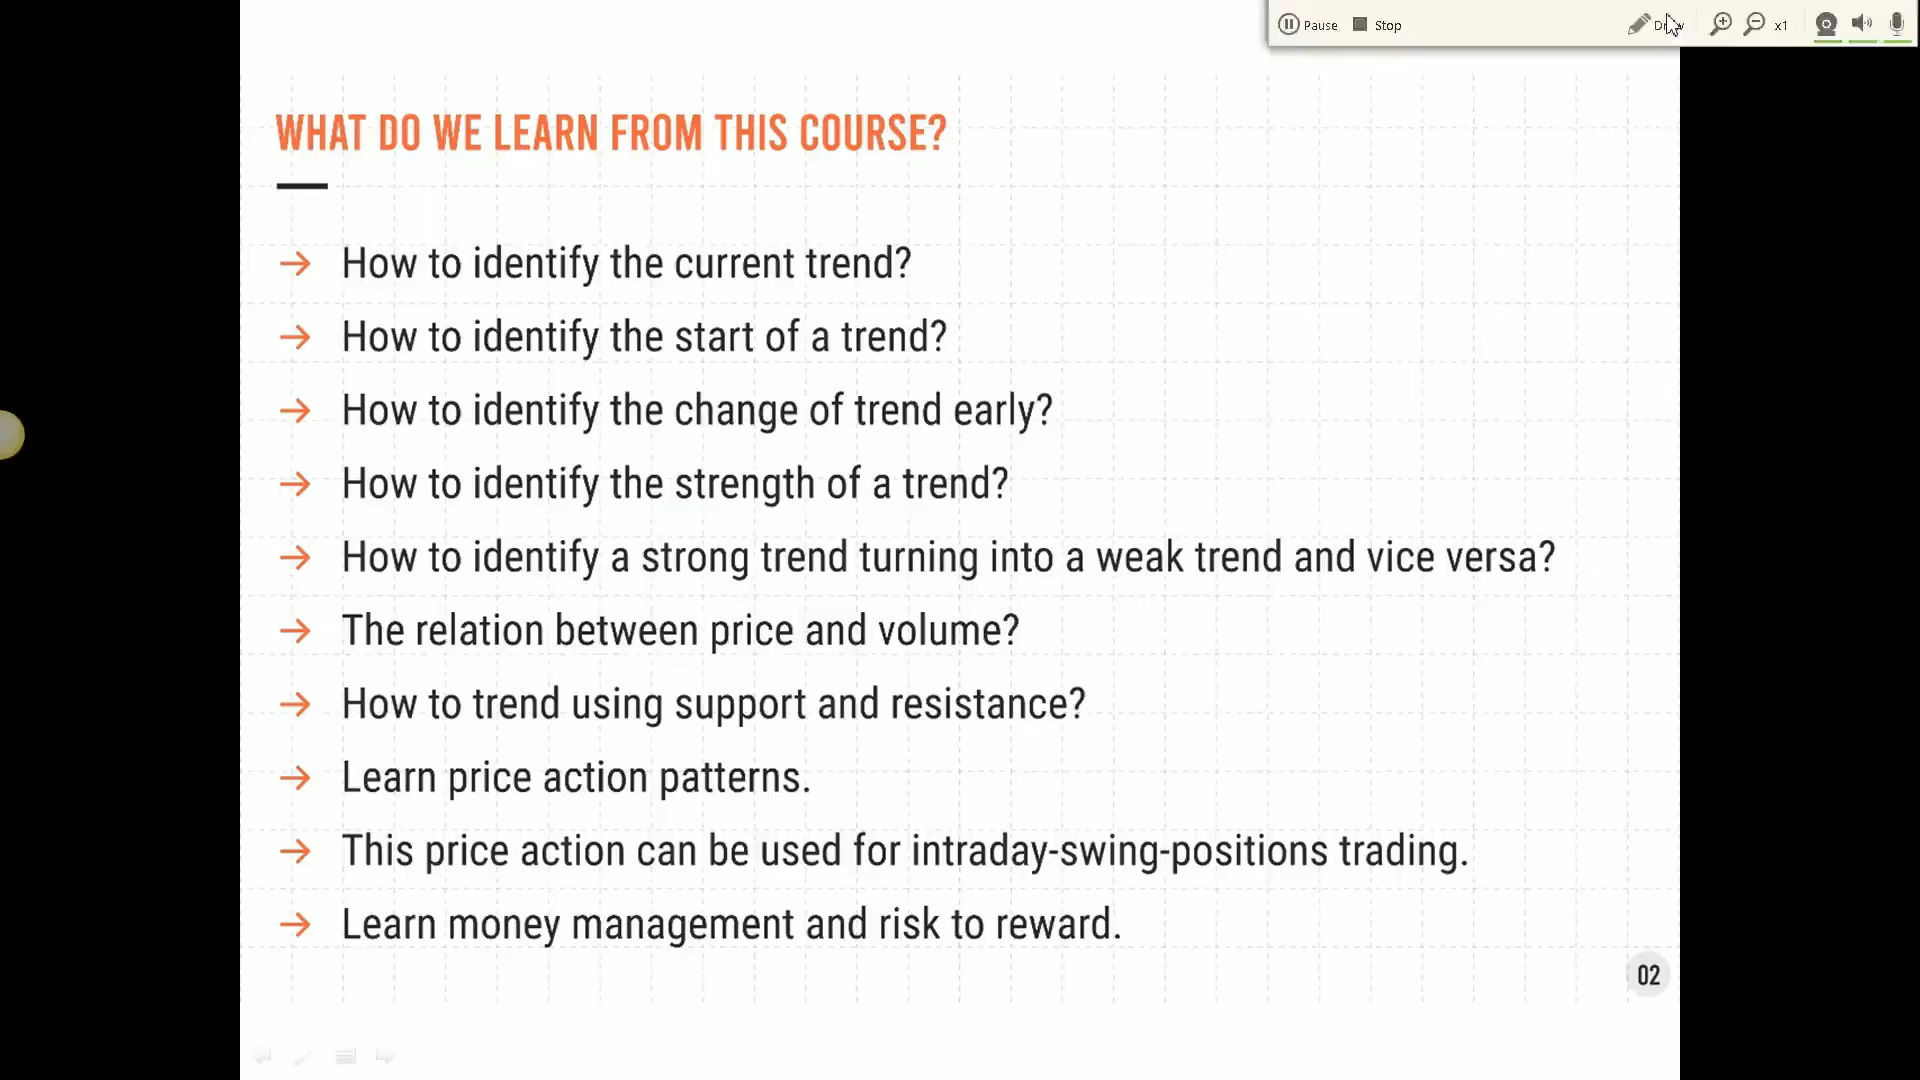 Pause Stop Draw x1
WHAT DO WE LEARN FROM THIS COURSE?
→ How to identify the current trend?
→ How to identify the start of a trend?
→ How to identify the change of trend early?
→ How to identify the strength of a trend?
→ How to identify a strong trend turning into a weak trend and vice versa?
→ The relation between price and volume?
→ How to trend using support and resistance?
→ Learn price action patterns.
→ This price action can be used for intraday-swing-positions trading.
→ Learn money management and risk to reward.
02